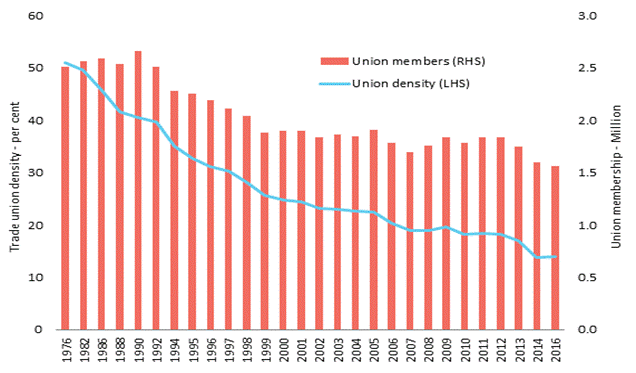 60
50
40
30
20
10
0
Trade union density - per cent
Union members (RHS)
Union density (LHS)
3.0
2.5
2.0
1.5
1.0
0.5
0.0
Union membership - Million
1976 1982 1986 1988 1990 1992 1994 1995 1996 1997 1998 1999 2000 2001 2002 2003 2004 2005 2006 2007 2008 2009 2010 2011 2012 2013 2014 2016